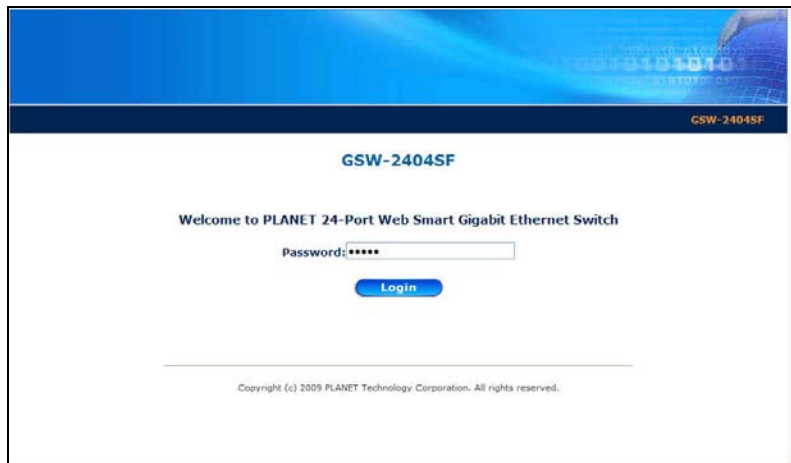 GSW-2404SF
GSW-2404SF
Welcome to PLANET 24-Port Web Smart Gigabit Ethernet Switch
Password: •••••
Login
Copyright (c) 2009 PLANET Technology Corporation. All rights reserved.